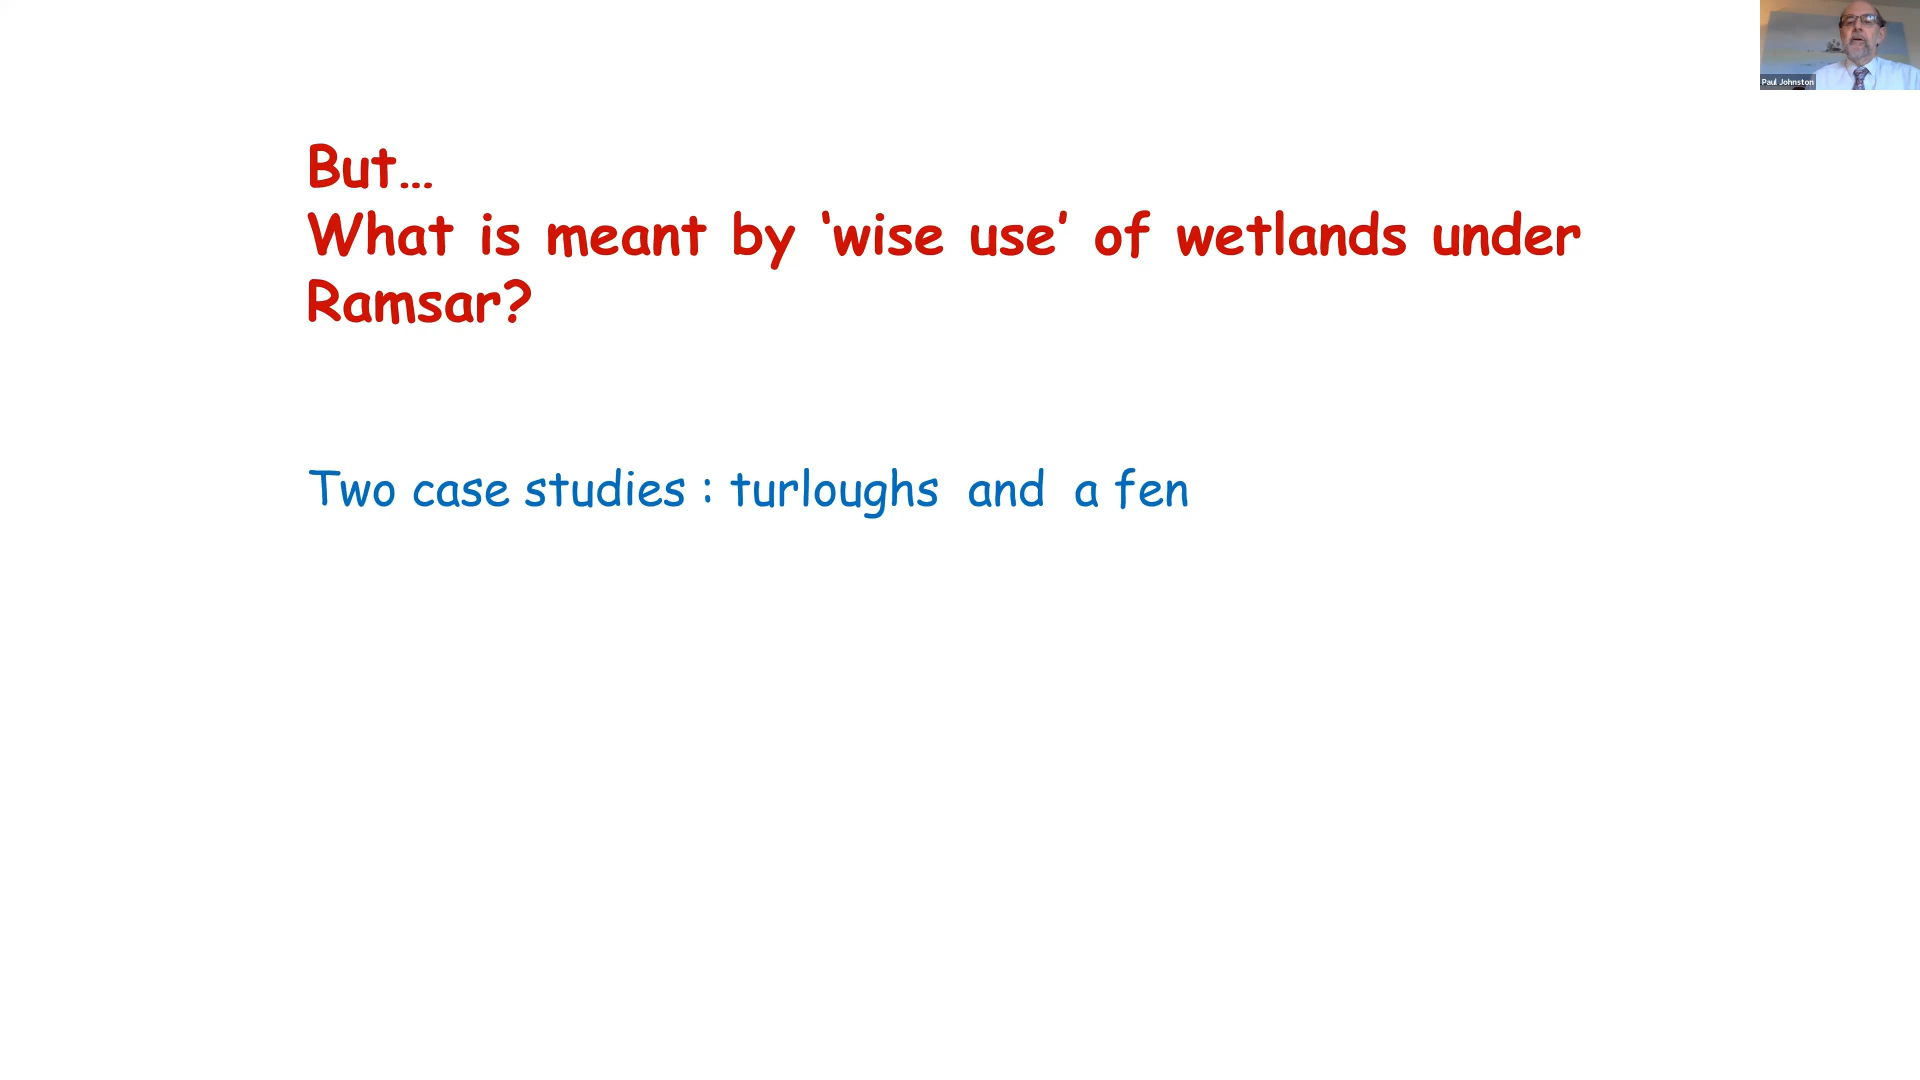 Paul Johnston
But...
What is meant by ‘wise use’ of wetlands under
Ramsar?
Two case studies : turloughs and a fen